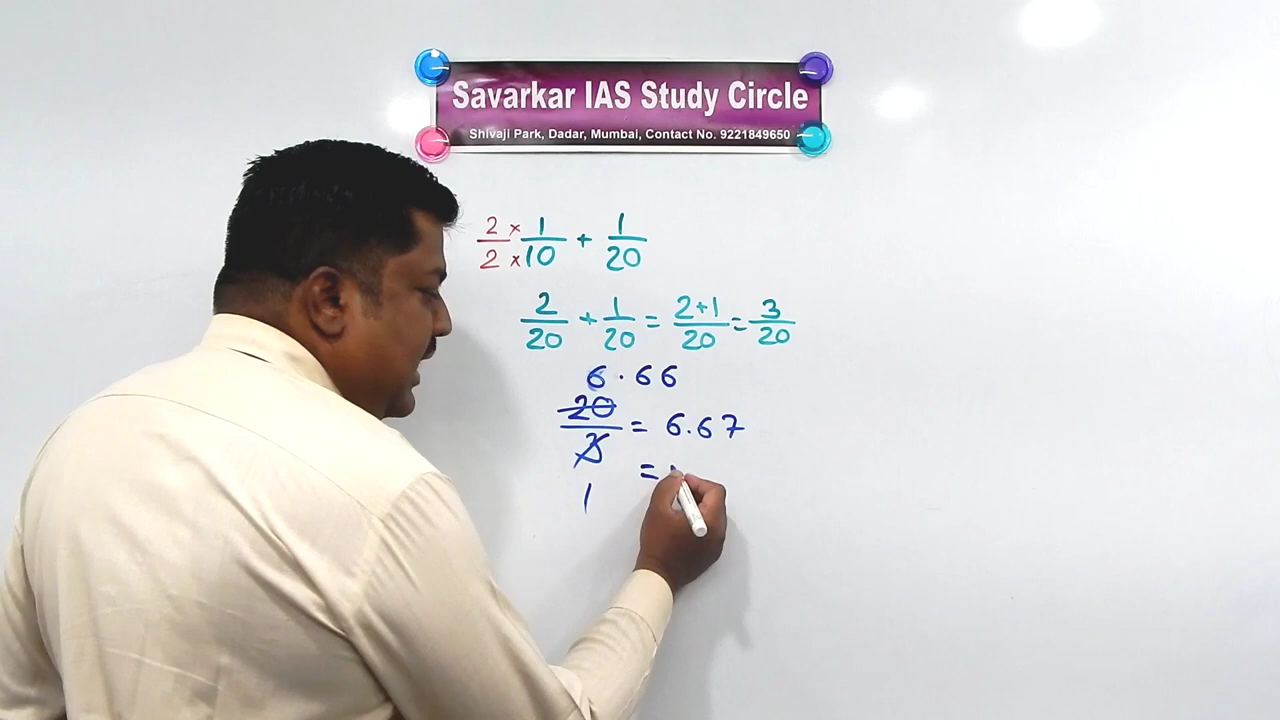 Savarkar IAS Study Circle
Shivaji Park, Dadar, Mumbai, Contact No. 9221849650
2/2 × 1/10 + 1/20
2/20 + 1/20 = 2+1/20 = 3/20
6.66
20/3 = 6.67
1 =